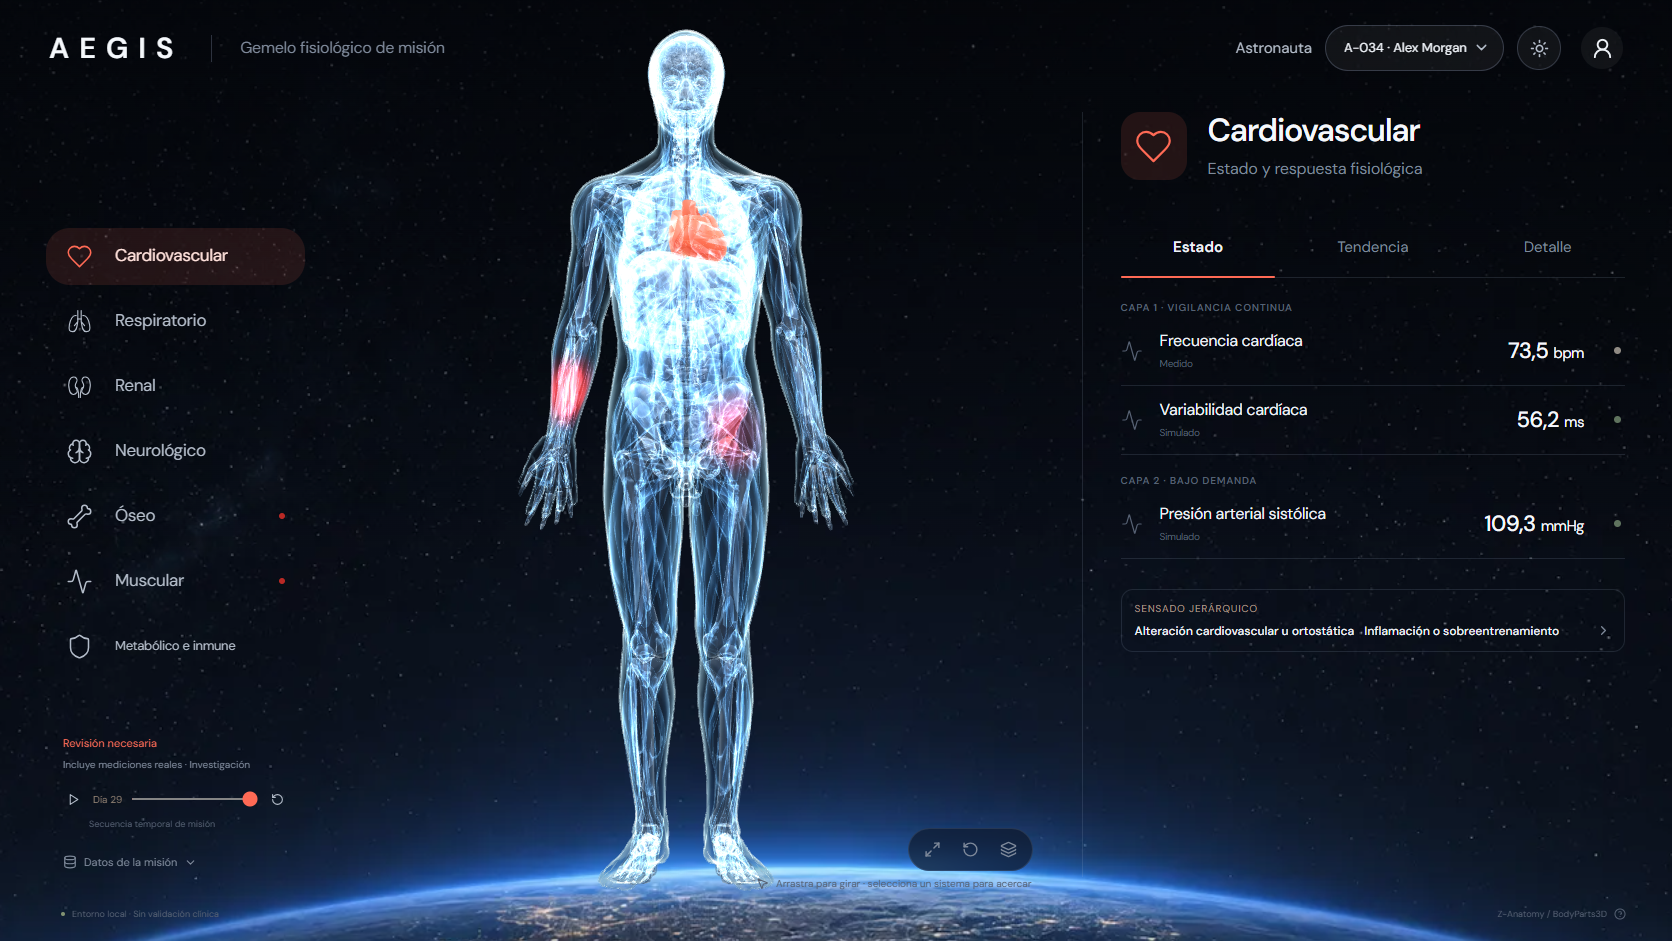 AEGIS
Gemelo fisiológico de misión
Astronauta
A-034 · Alex Morgan
Cardiovascular
Respiratorio
Renal
Neurológico
Óseo
Muscular
Metabólico e inmune
Revisión necesaria
Incluye mediciones reales · Investigación
Día 29
Secuencia temporal de misión
Datos de la misión
Entorno local · Sin validación clínica
Arrastra para girar · selecciona un sistema para acercar
Cardiovascular
Estado y respuesta fisiológica
Estado
Tendencia
Detalle
CAPA 1 · VIGILANCIA CONTINUA
Frecuencia cardíaca
73,5 bpm
Medido
Variabilidad cardíaca
56,2 ms
Simulado
CAPA 2 · BAJO DEMANDA
Presión arterial sistólica
109,3 mmHg
Simulado
SENSADO JERÁRQUICO
Alteración cardiovascular u ortostática · Inflamación o sobreentrenamiento
Z-Anatomy / BodyParts3D